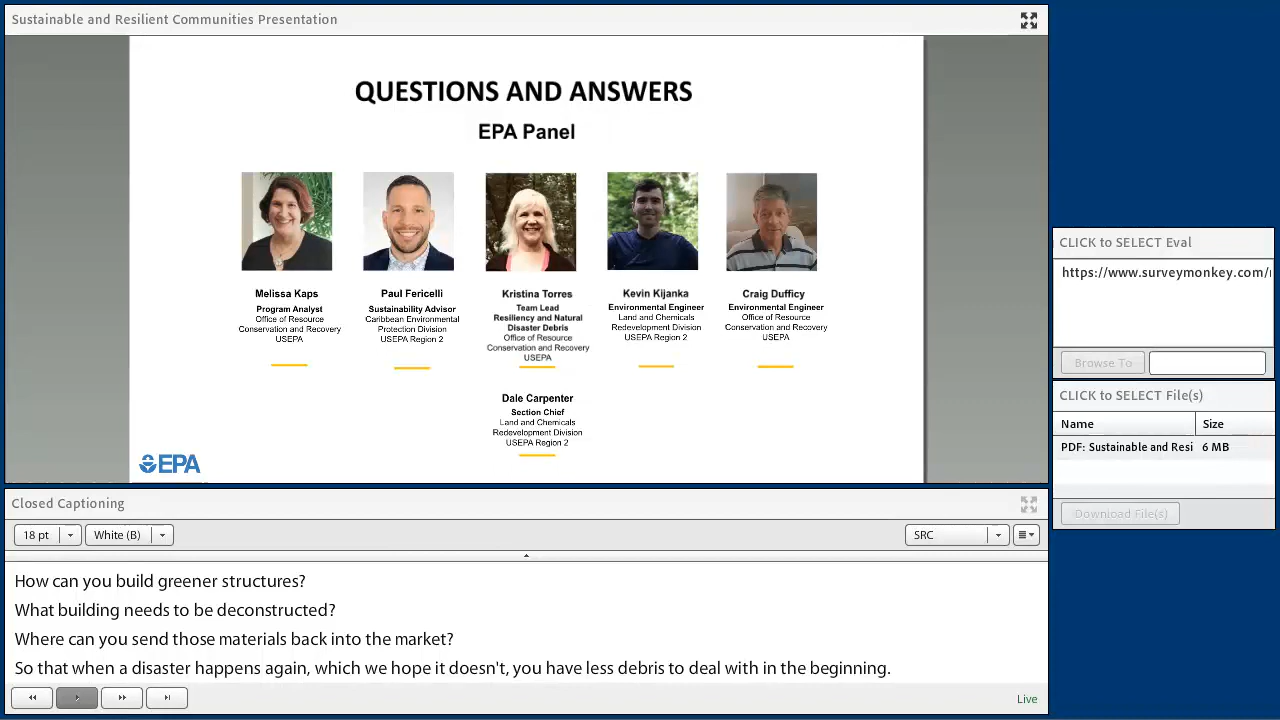 Sustainable and Resilient Communities Presentation
QUESTIONS AND ANSWERS
EPA Panel
Melissa Kaps
Program Analyst
Office of Resource
Conservation and Recovery
USEPA
Paul Fericelli
Sustainability Advisor
Caribbean Environmental
Protection Division
USEPA Region 2
Kristina Torres
Team Lead
Resiliency and Natural
Disaster Debris
Office of Resource
Conservation and Recovery
USEPA
Kevin Kijanka
Environmental Engineer
Land and Chemicals
Redevelopment Division
USEPA Region 2
Craig Dufficy
Environmental Engineer
Office of Resource
Conservation and Recovery
USEPA
Dale Carpenter
Section Chief
Land and Chemicals
Redevelopment Division
USEPA Region 2
EPA
CLICK to SELECT Eval
https://www.surveymonkey.com/
Browse To
CLICK to SELECT File(s)
Name Size
PDF: Sustainable and Resi 6 MB
Download File(s)
Closed Captioning
18 pt White (B) SRC
How can you build greener structures?
What building needs to be deconstructed?
Where can you send those materials back into the market?
So that when a disaster happens again, which we hope it doesn't, you have less debris to deal with in the beginning.
Live